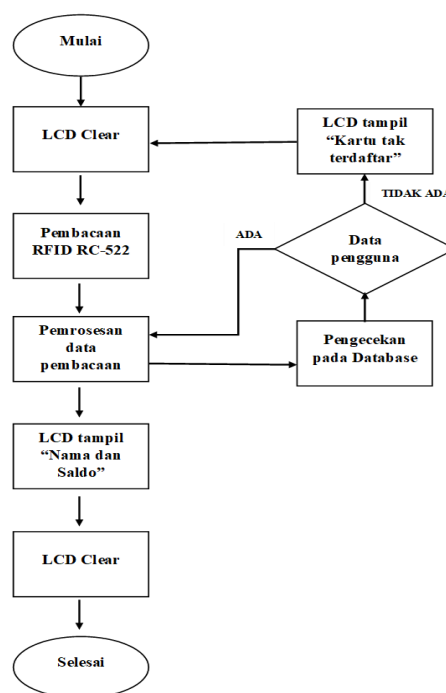 Mulai
LCD Clear
LCD tampil
“Kartu tak
terdaftar”
TIDAK ADA
Pembacaan
RFID RC-522
ADA
Data
pengguna
Pemrosesan
data
pembacaan
Pengecekan
pada Database
LCD tampil
“Nama dan
Saldo”
LCD Clear
Selesai